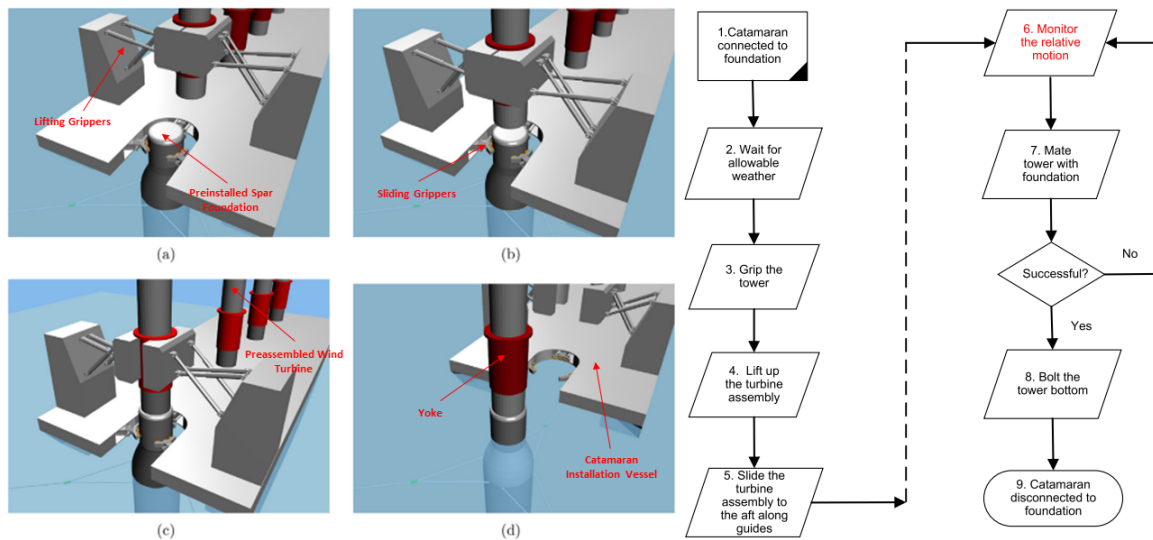 Lifting Grippers
Preinstalled Spar
Foundation
(a)
Sliding Grippers
(b)
Preassembled Wind
Turbine
(c)
Yoke
Catamaran
Installation Vessel
(d)
1.Catamaran
connected to
foundation
2. Wait for
allowable
weather
3. Grip the
tower
4. Lift up
the turbine
assembly
5. Slide the
turbine
assembly to
the aft along
guides
6. Monitor
the relative
motion
7. Mate
tower with
foundation
Successful?
No
Yes
8. Bolt the
tower bottom
9. Catamaran
disconnected to
foundation